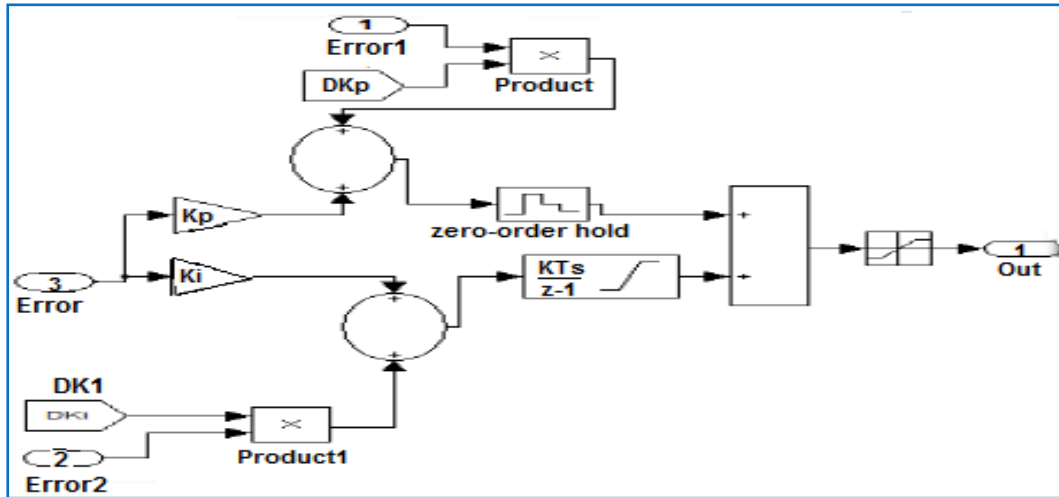 1
Error1
DKp
×
Product
+
+
Kp
zero-order hold
+
Ki
KTs
z-1
+
1
Out
3
Error
+
+
DK1
DKi
×
Product1
2
Error2